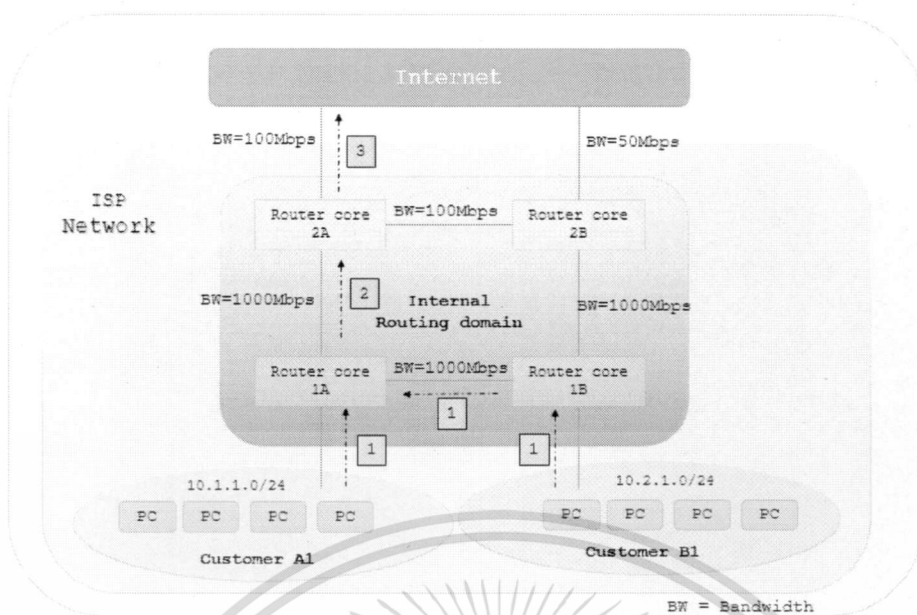 Internet
BW=100Mbps
BW=50Mbps
3
ISP
Network
Router core
2A
BW=100Mbps
Router core
2B
BW=1000Mbps
2
Internal
Routing domain
BW=1000Mbps
Router core
1A
BW=1000Mbps
Router core
1B
1
1
1
10.1.1.0/24
10.2.1.0/24
PC PC PC PC
PC PC PC PC
Customer A1
Customer B1
BW = Bandwidth